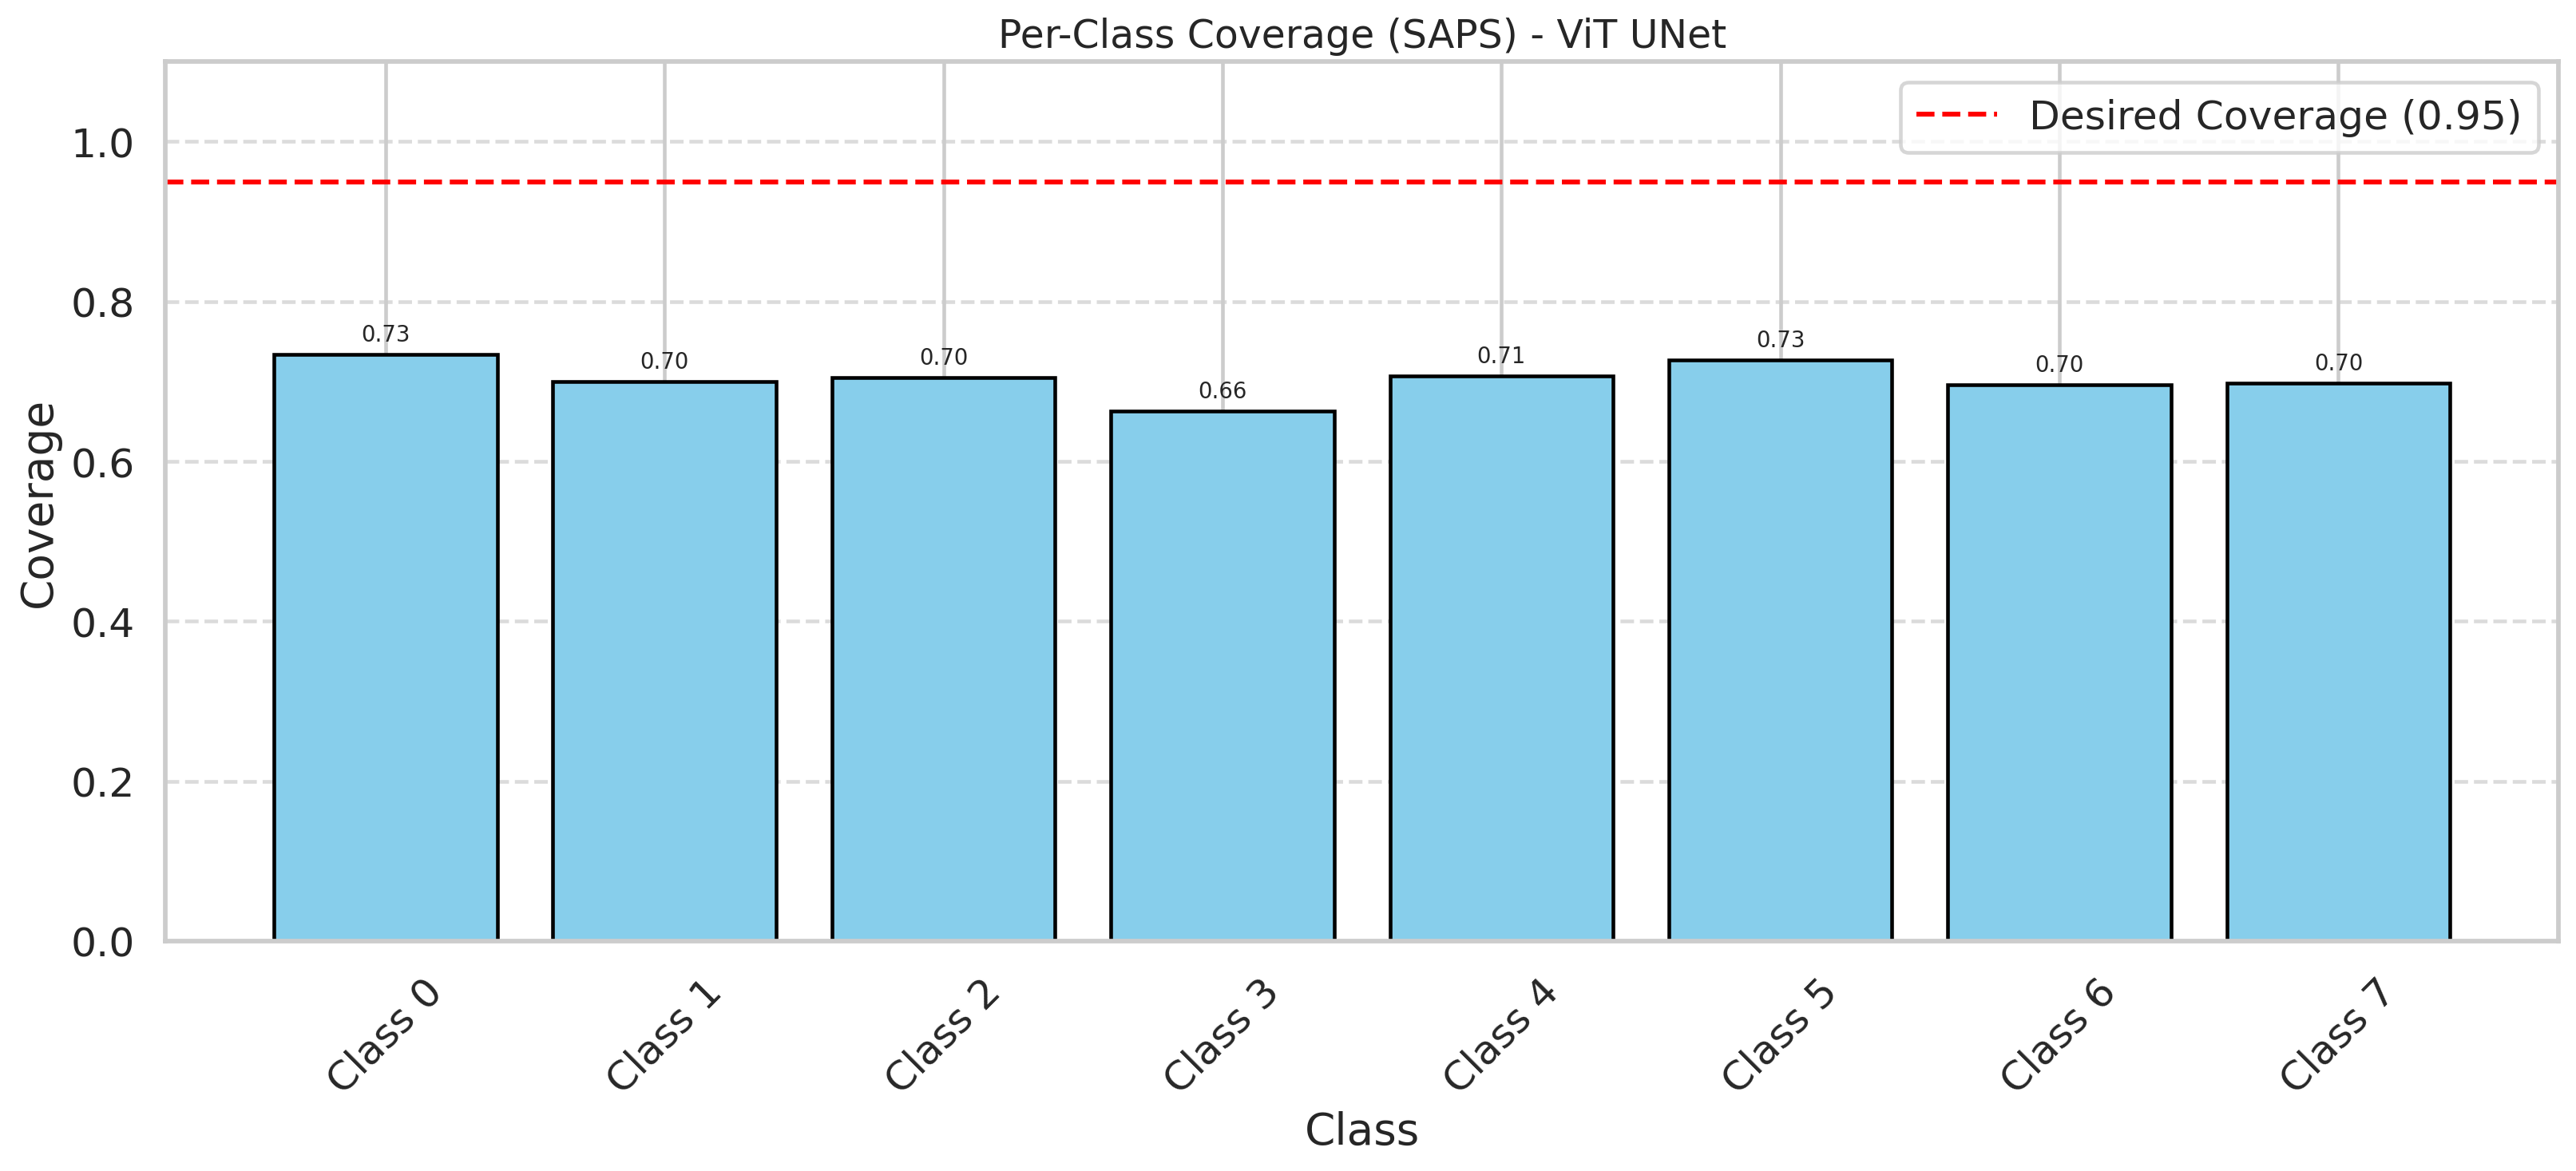 Per-Class Coverage (SAPS) - ViT UNet
Desired Coverage (0.95)
1.0
0.8
0.6
0.4
0.2
0.0
Coverage
0.73
0.70
0.70
0.66
0.71
0.73
0.70
0.70
Class 0
Class 1
Class 2
Class 3
Class 4
Class 5
Class 6
Class 7
Class